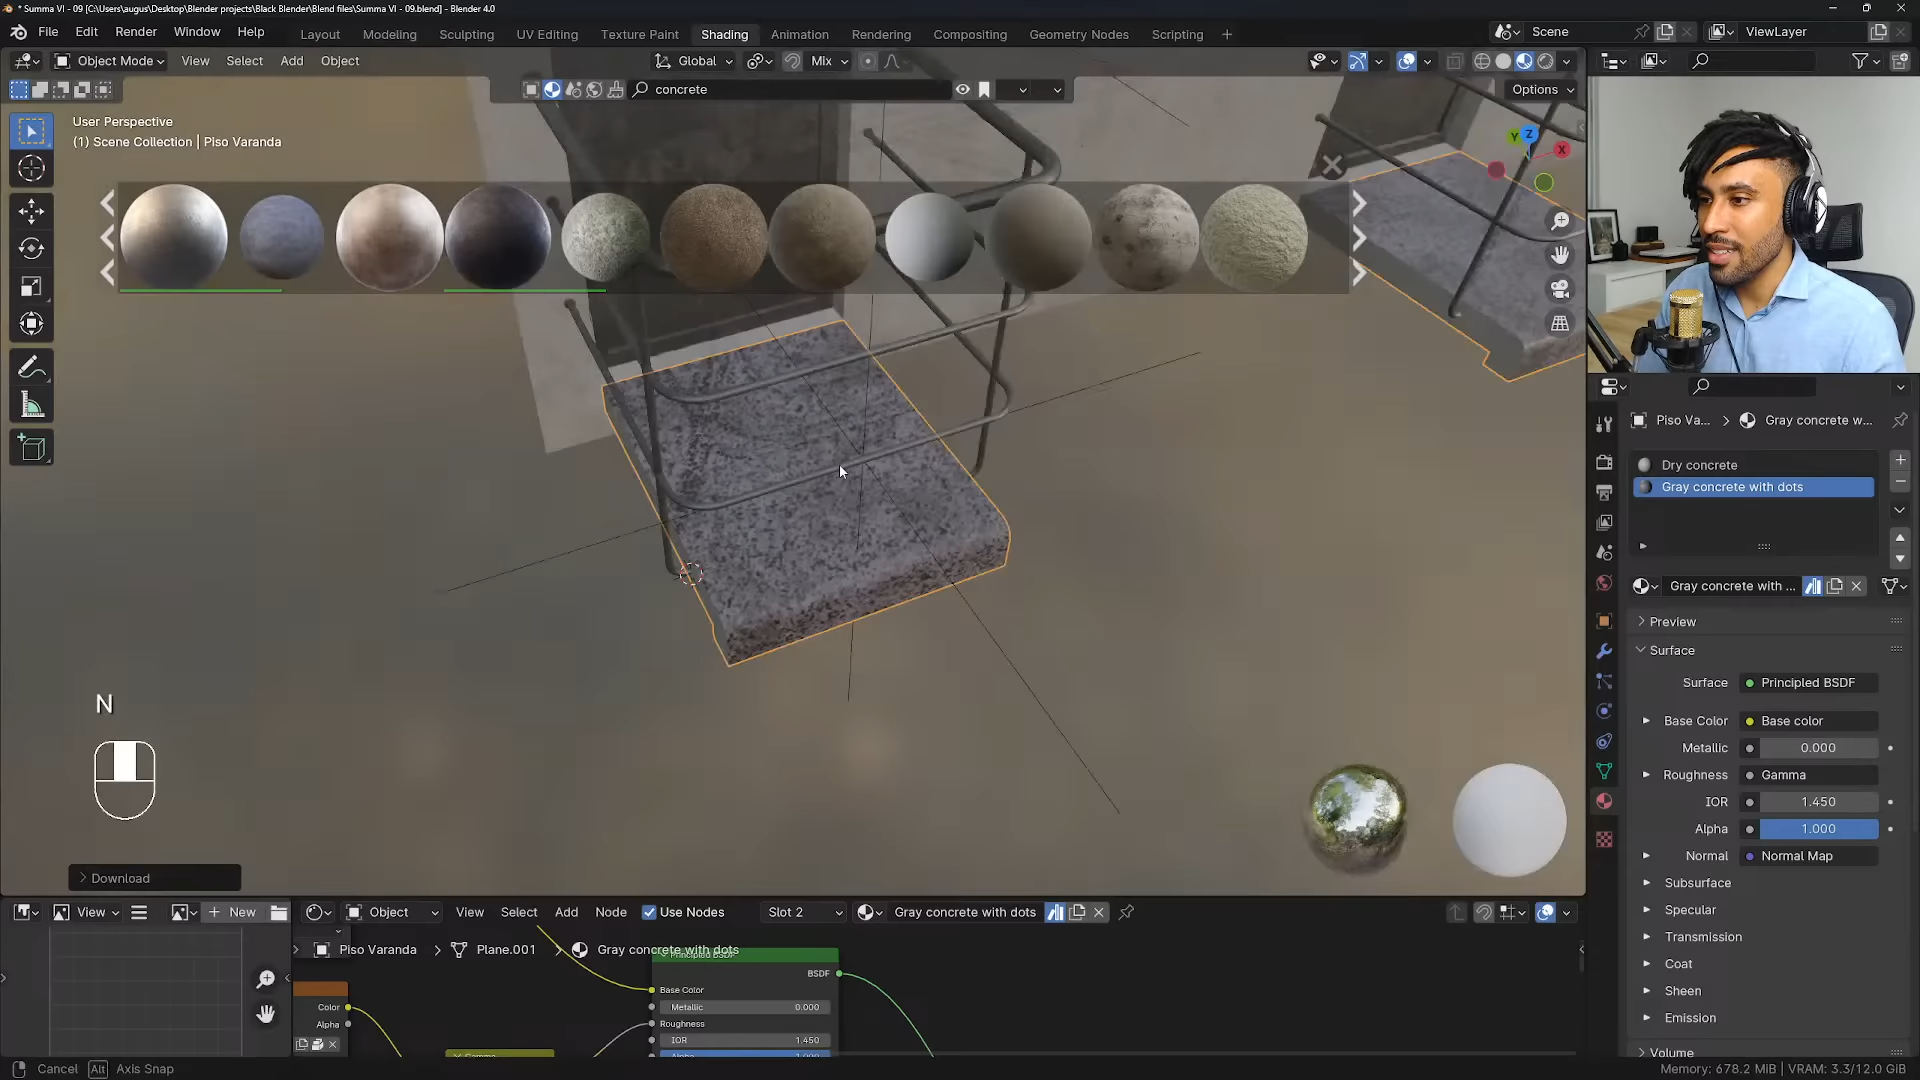 * Summa VI - 09 [C:\Users\augus\Desktop\Blender projects\Black Blender\Blend files\Summa VI - 09.blend] - Blender 4.0
File Edit Render Window Help Layout Modeling Sculpting UV Editing Texture Paint Shading Animation Rendering Compositing Geometry Nodes Scripting + Scene ViewLayer
Object Mode View Select Add Object Global Mix
concrete Options
User Perspective
(1) Scene Collection | Piso Varanda
Z
Y
X
Piso Va... > Gray concrete w...
Dry concrete
Gray concrete with dots
Gray concrete with ...
Preview
Surface
Surface Principled BSDF
Base Color Base color
Metallic 0.000
Roughness Gamma
IOR 1.450
Alpha 1.000
Normal Normal Map
Subsurface
Specular
Transmission
Coat
Sheen
Emission
Volume
N
Download
View New Object View Select Add Node Use Nodes Slot 2 Gray concrete with dots
Piso Varanda > Plane.001 > Gray concrete with dots
Principled BSDF
BSDF
Base Color
Metallic 0.000
Roughness
IOR 1.450
Color
Alpha
Cancel Alt Axis Snap Memory: 678.2 MiB | VRAM: 3.3/12.0 GiB